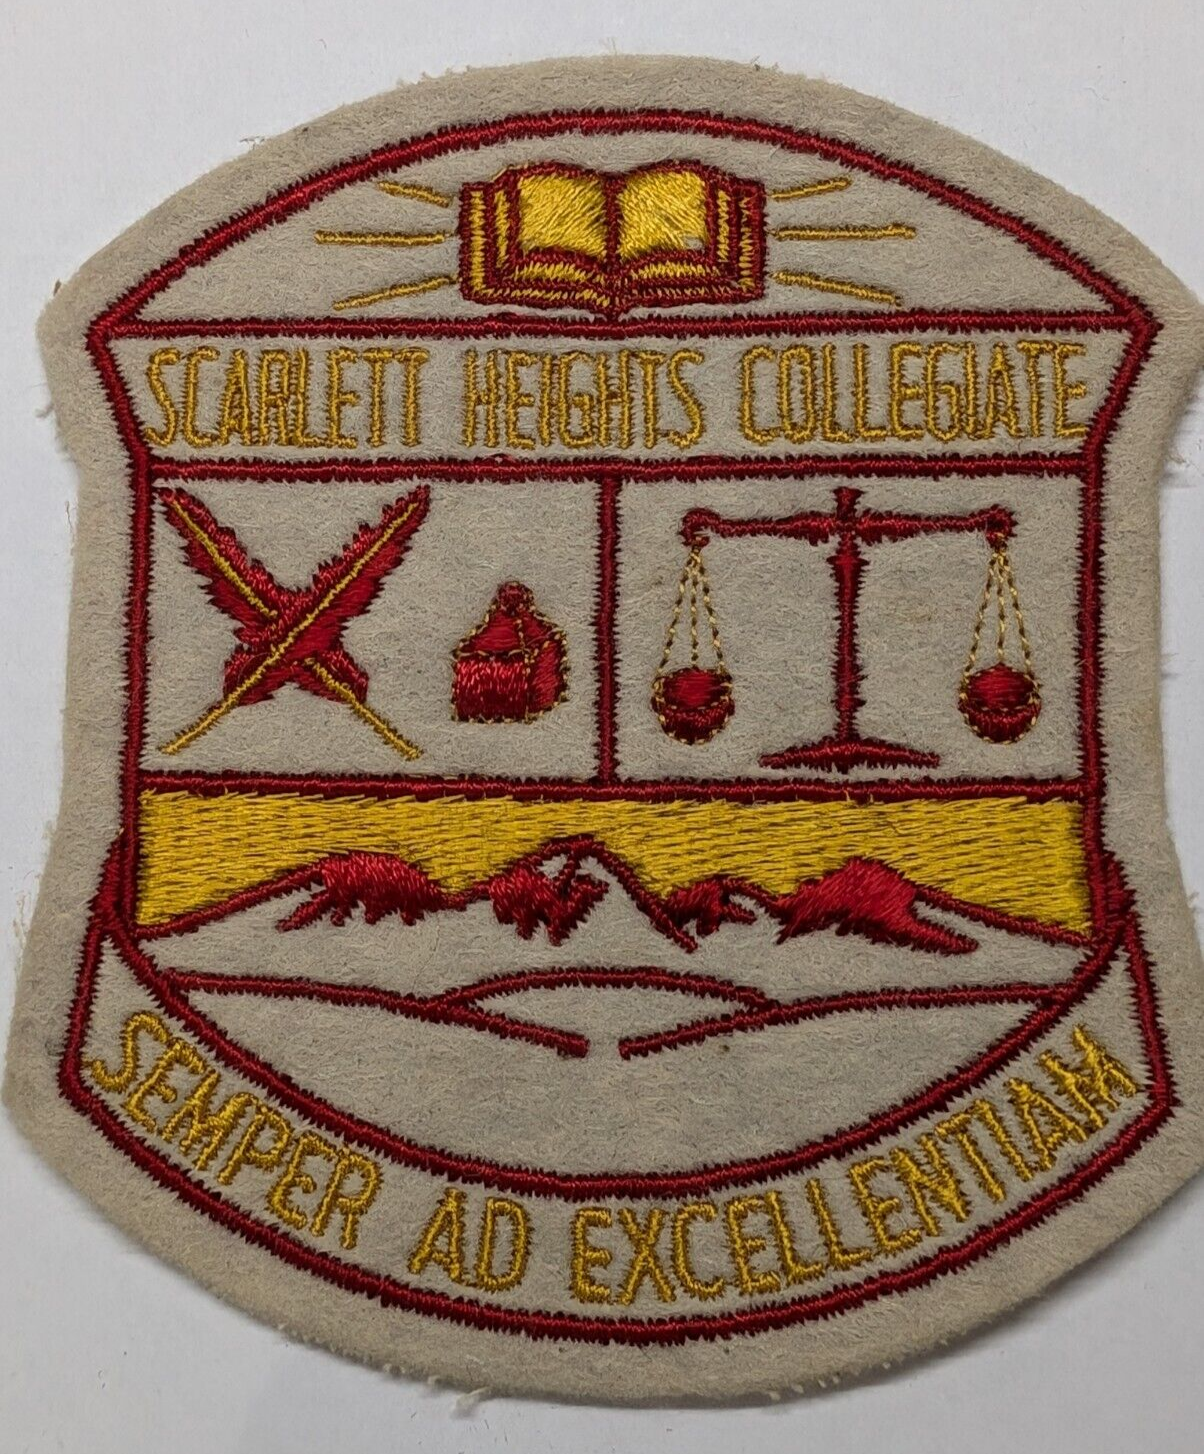 SCARLETT HEIGHTS COLLEGIATE
SEMPER AD EXCELLENTIAM